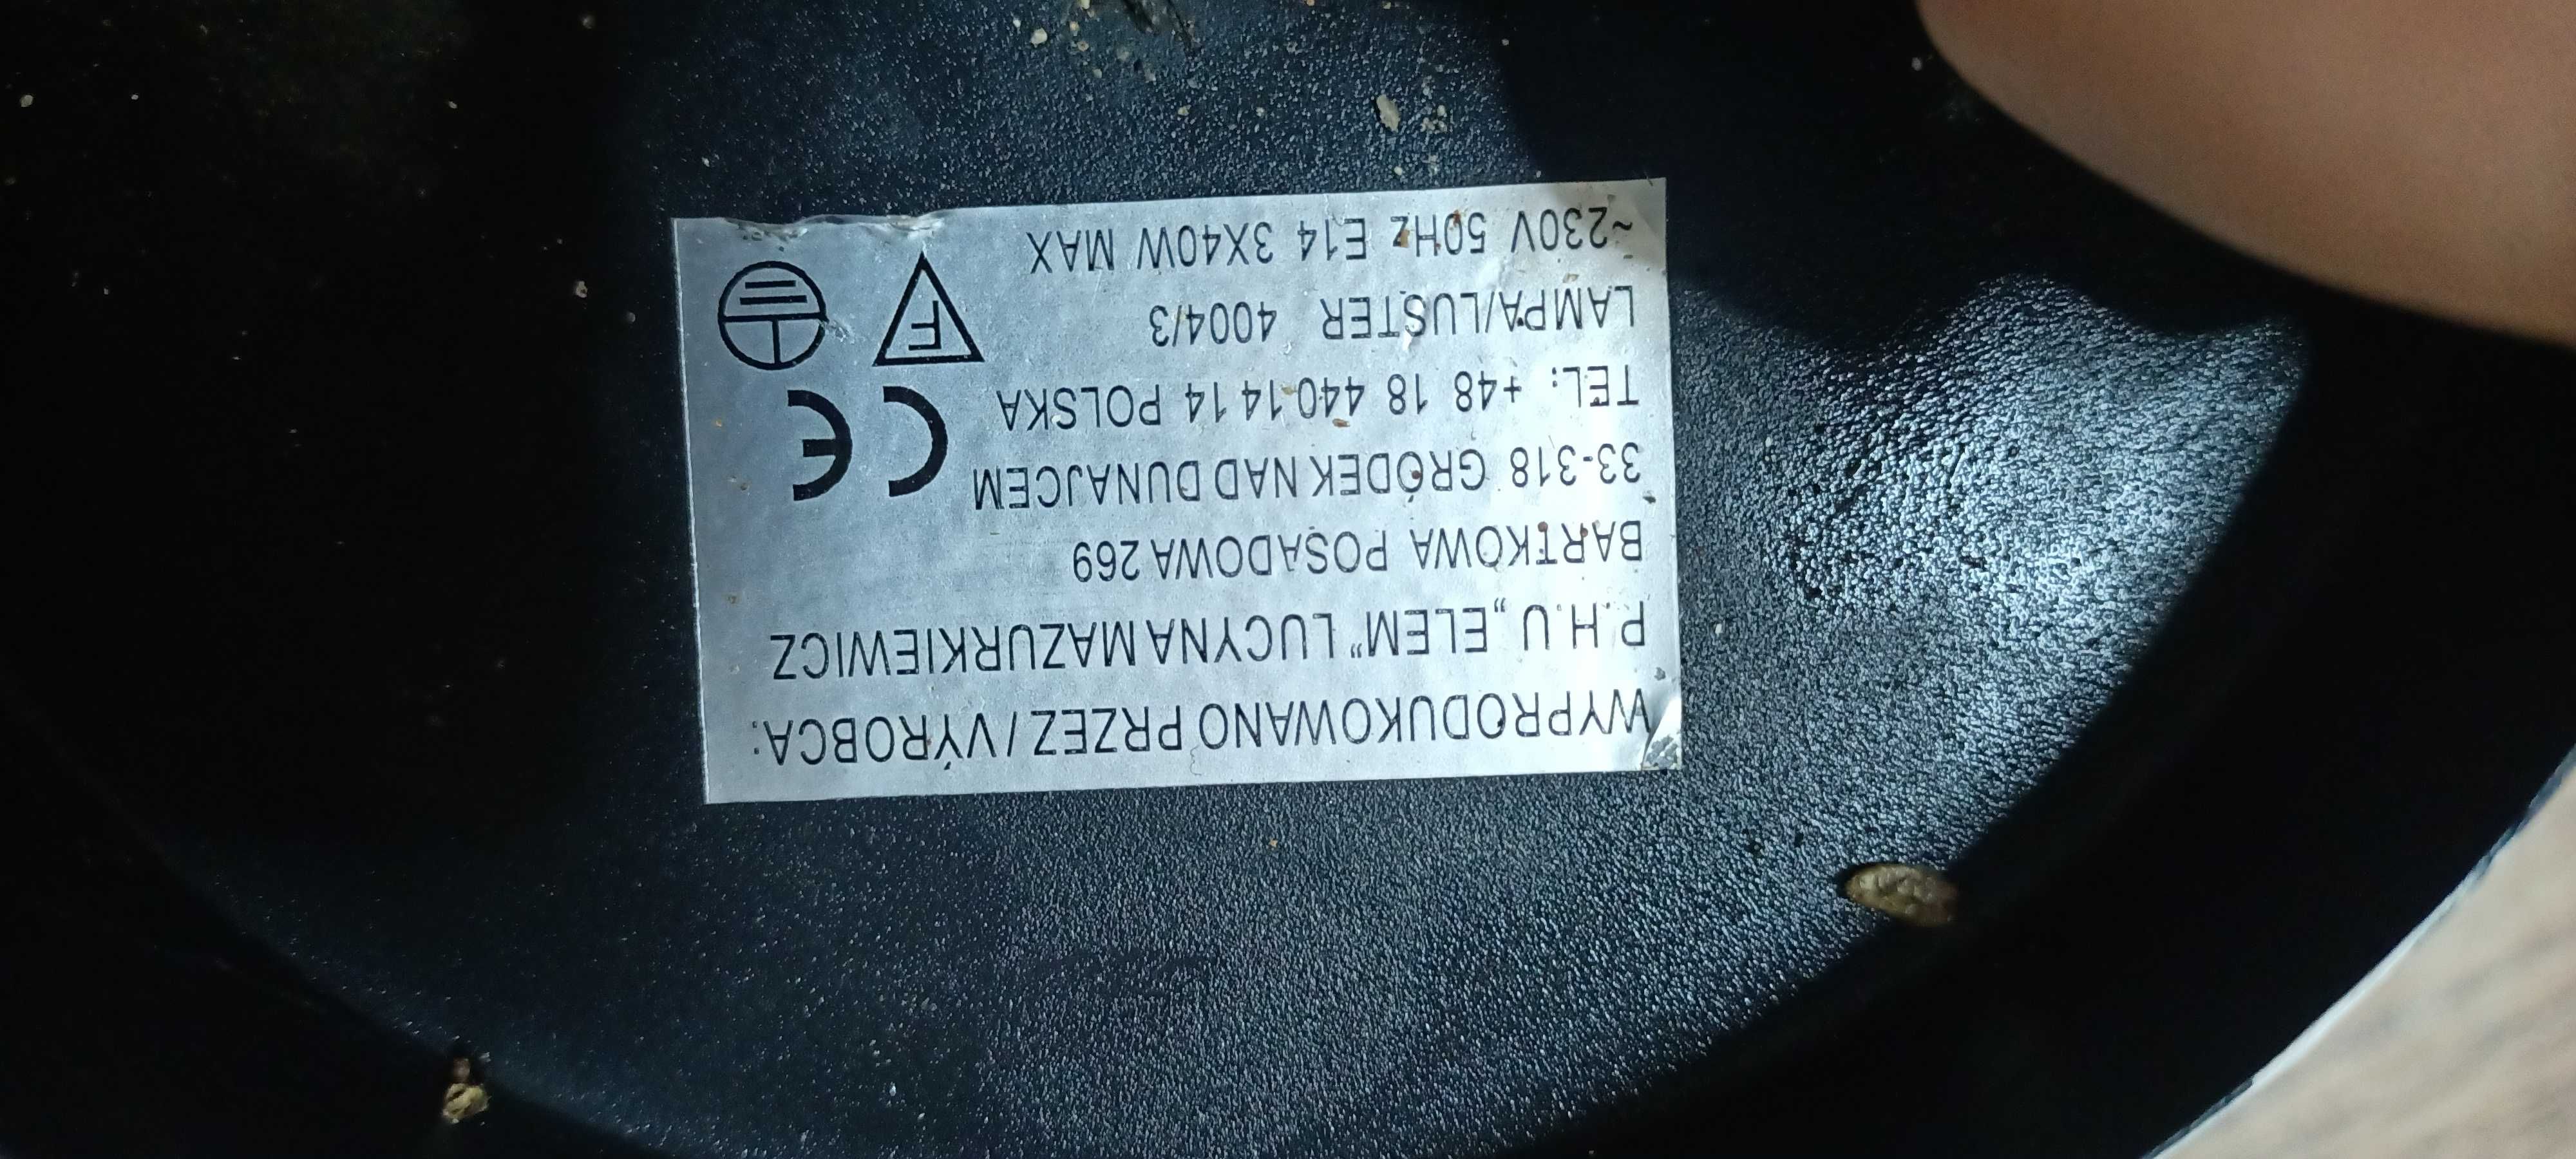 WYPRODUKOWANO PRZEZ / VÝROBCA:
P.H.U „ELEM” LUCYNA MAZURKIEWICZ
BARTKOWA POSADOWA 269
33-318 GRÓDEK NAD DUNAJCEM
TEL: +48 18 440 14 14 POLSKA
LAMPA/LUSTER 4004/3
~230V 50Hz E14 3X40W MAX
CE
F